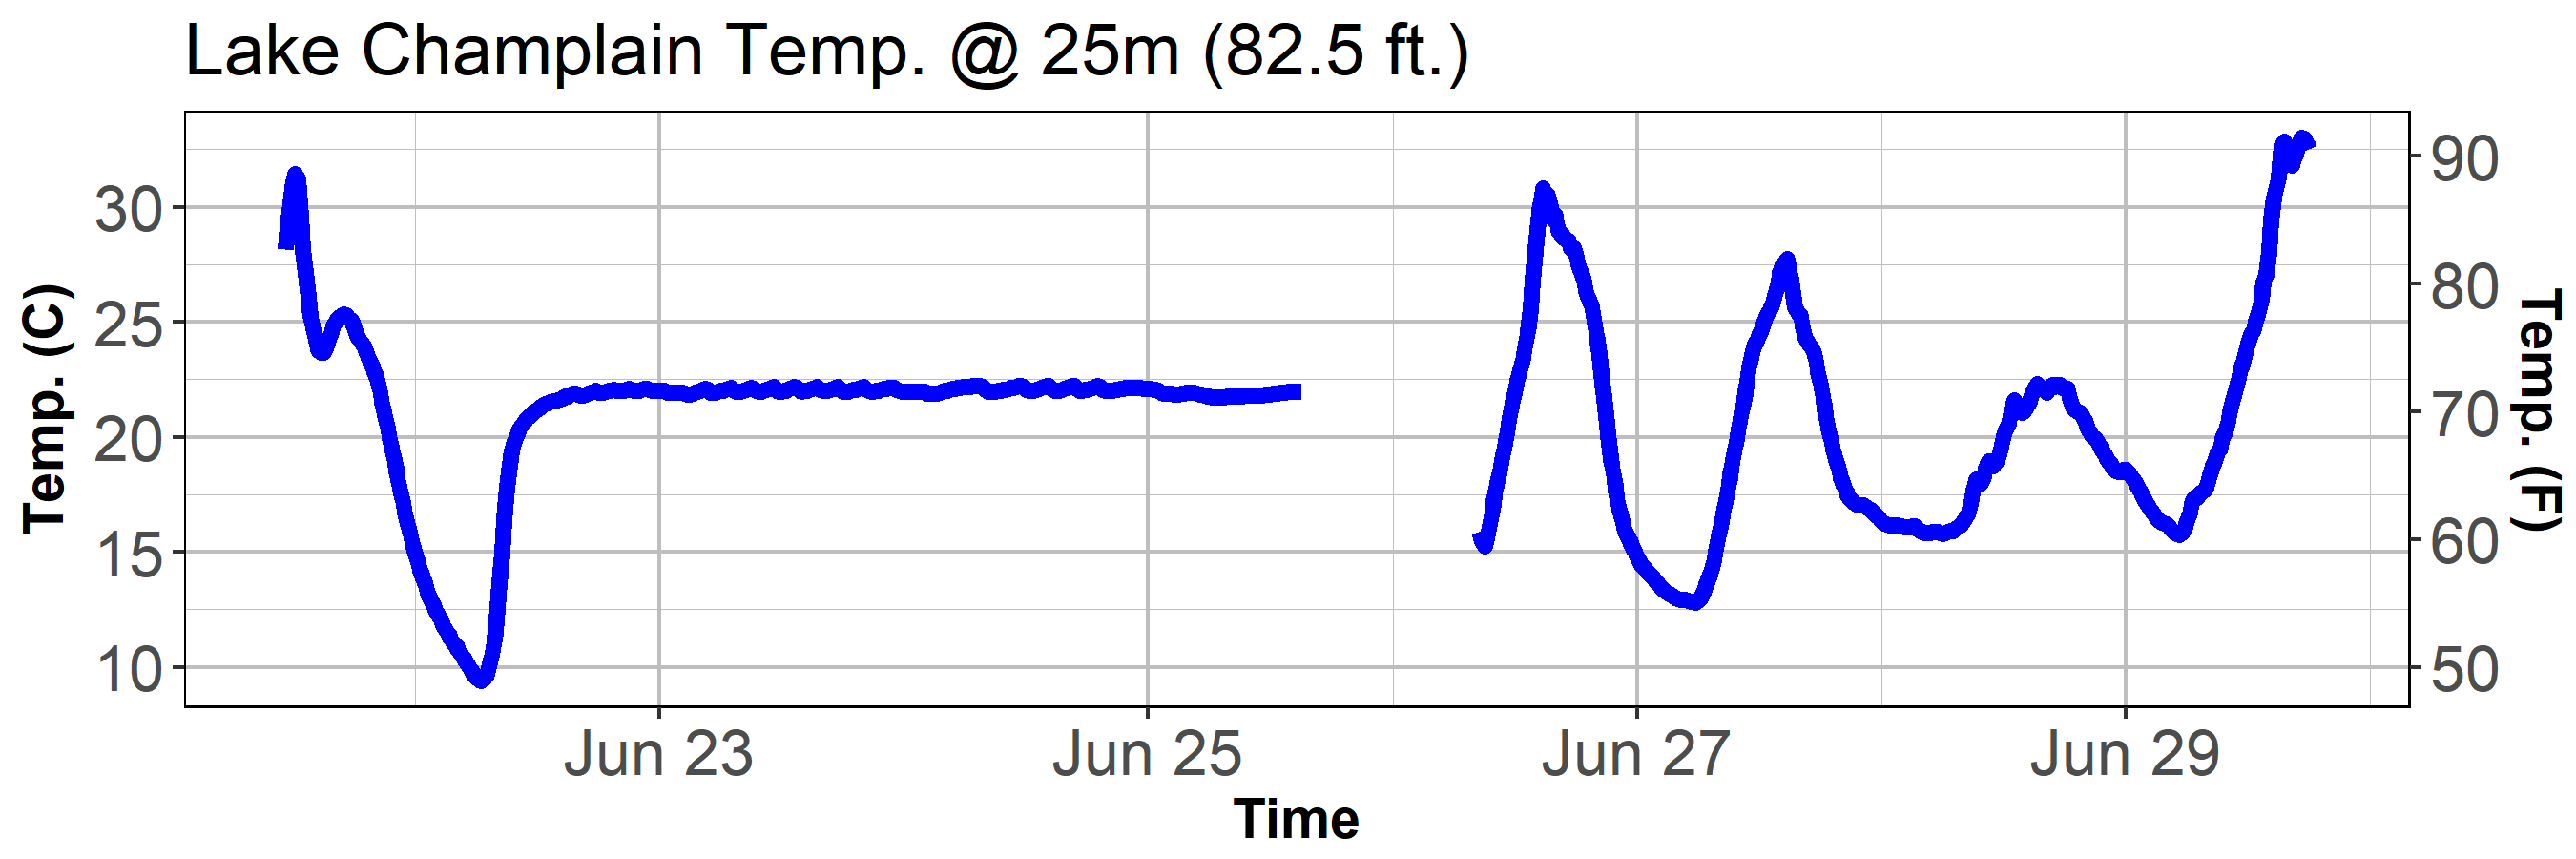 Lake Champlain Temp. @ 25m (82.5 ft.)
Temp. (C)
30
25
20
15
10
90
80
70
60
50
Temp. (F)
Jun 23
Jun 25
Jun 27
Jun 29
Time